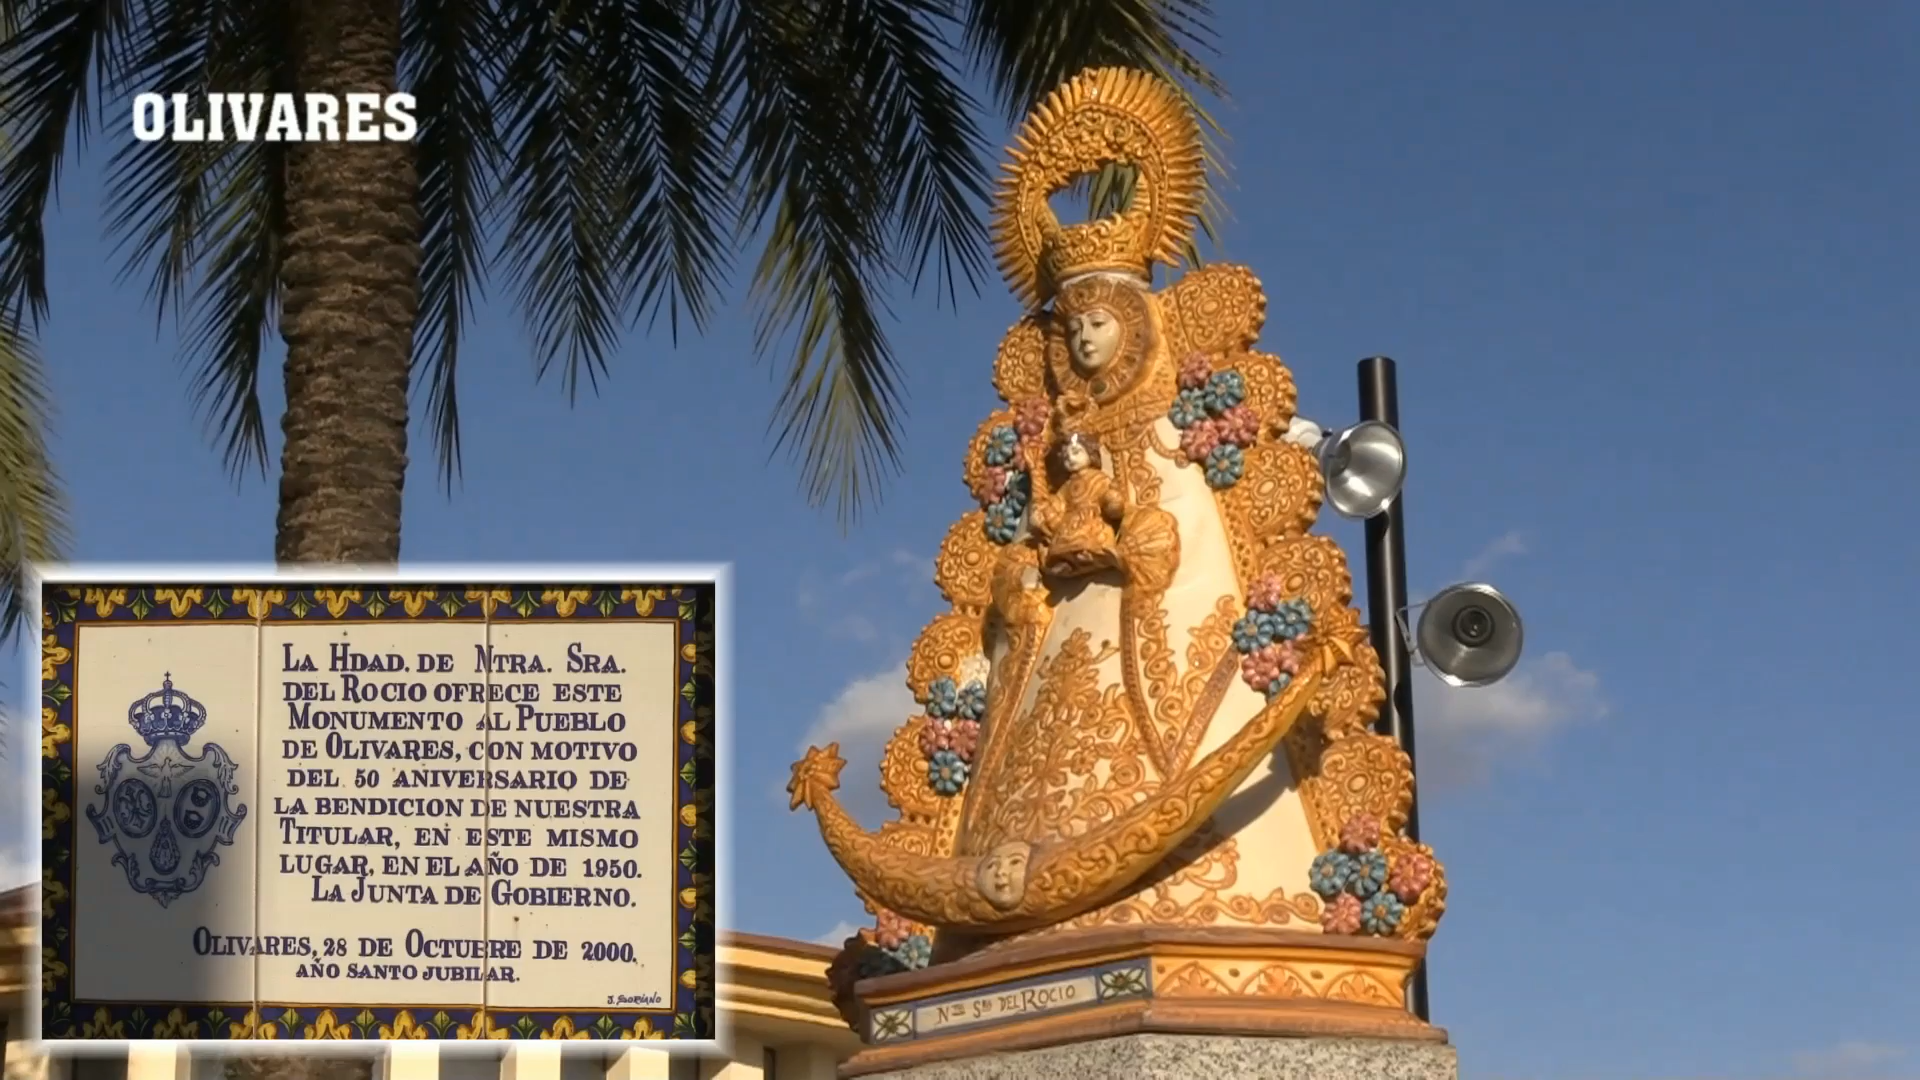 OLIVARES
LA HDAD. DE NTRA. SRA.
DEL ROCIO OFRECE ESTE
MONUMENTO AL PUEBLO
DE OLIVARES, CON MOTIVO
DEL 50 ANIVERSARIO DE
LA BENDICION DE NUESTRA
TITULAR, EN ESTE MISMO
LUGAR, EN EL AÑO DE 1950.
LA JUNTA DE GOBIERNO.
OLIVARES, 28 DE OCTUBRE DE 2000.
AÑO SANTO JUBILAR.
J. SORIANO
Nᵗʳᵃ Sʳᵃ DEL ROCIO